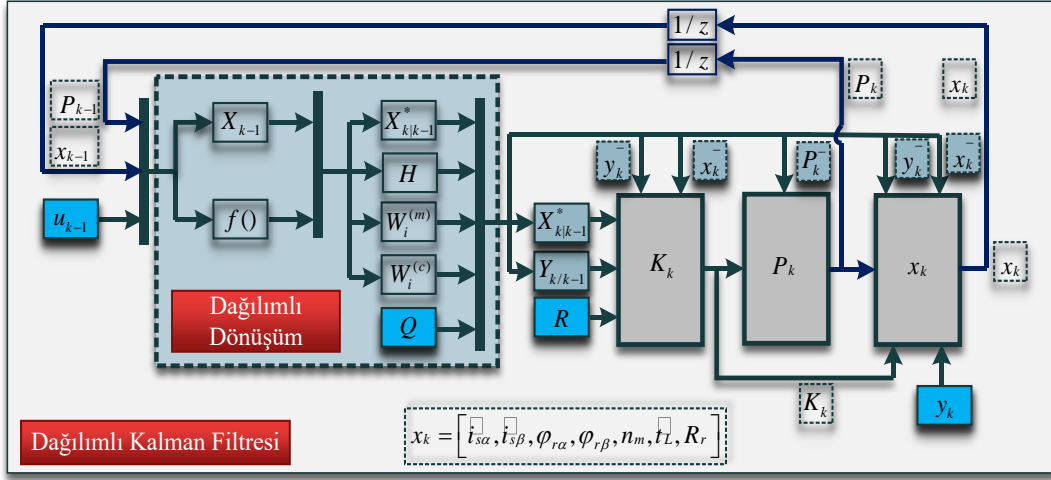 1/z
1/z
P_{k-1}
x_{k-1}
u_{k-1}
X_{k-1}
f()
X^{*}_{k|k-1}
H
W_i^{(m)}
W_i^{(c)}
Q
Dağılımlı
Dönüşüm
X^{*}_{k|k-1}
Y_{k/k-1}
R
y_k^-
x_k^-
P_k^-
y_k^-
x_k^-
K_k
P_k
x_k
P_k
x_k
x_k
K_k
y_k
Dağılımlı Kalman Filtresi
x_k = [i_{sα}, i_{sβ}, φ_{rα}, φ_{rβ}, n_m, t_L, R_r]